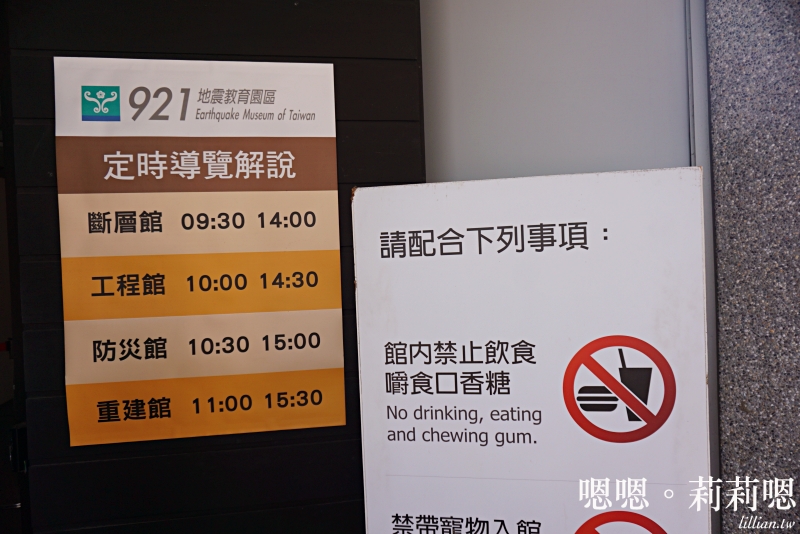 921 地震教育園區
Earthquake Museum of Taiwan
定時導覽解說
斷層館 09:30 14:00
工程館 10:00 14:30
防災館 10:30 15:00
重建館 11:00 15:30
請配合下列事項：
館內禁止飲食
嚼食口香糖
No drinking, eating
and chewing gum.
禁帶寵物入館
嗯嗯。莉莉嗯
lillian.tw